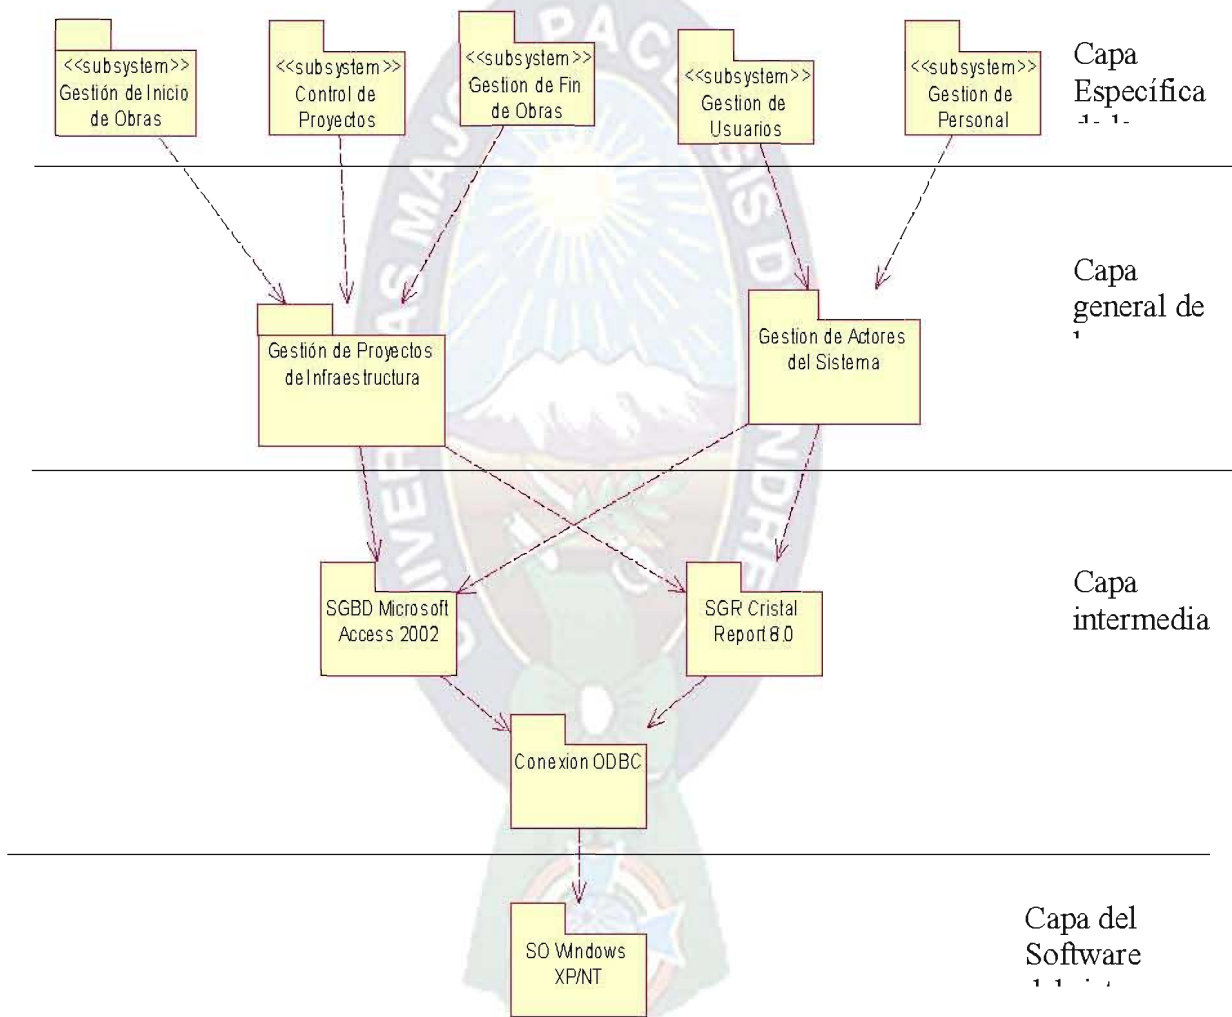 <<subsystem>>
Gestión de Inicio
de Obras
<<subsystem>>
Control de
Proyectos
<<subsystem>>
Gestion de Fin
de Obras
<<subsystem>>
Gestion de
Usuarios
<<subsystem>>
Gestion de
Personal
Capa
Específica
Gestión de Proyectos
de Infraestructura
Gestion de Actores
del Sistema
Capa
general de
SGBD Microsoft
Access 2002
SGR Cristal
Report 8.0
Capa
intermedia
Conexion ODBC
SO Windows
XP/NT
Capa del
Software